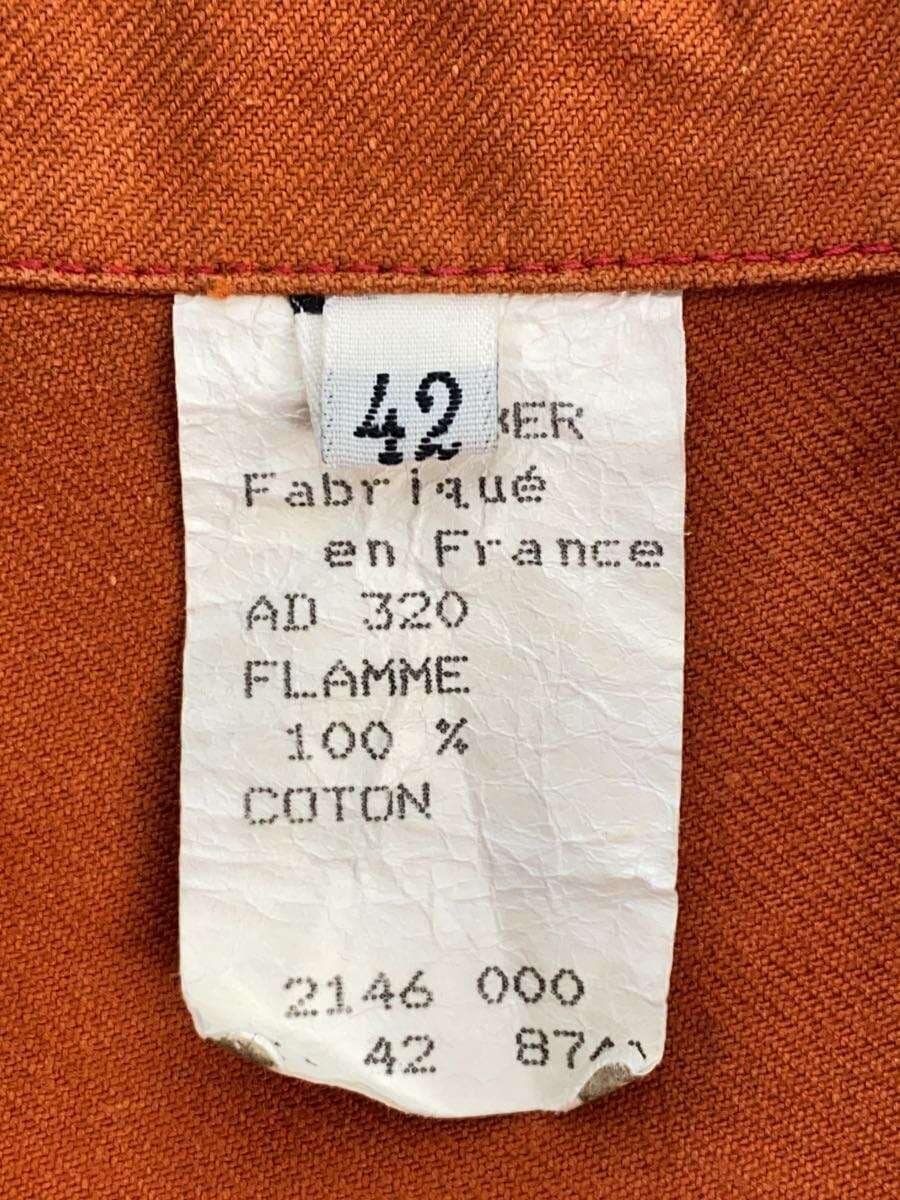 42
Fabriqué
en France
AD 320
FLAMME
100 %
COTON
2146 000
42